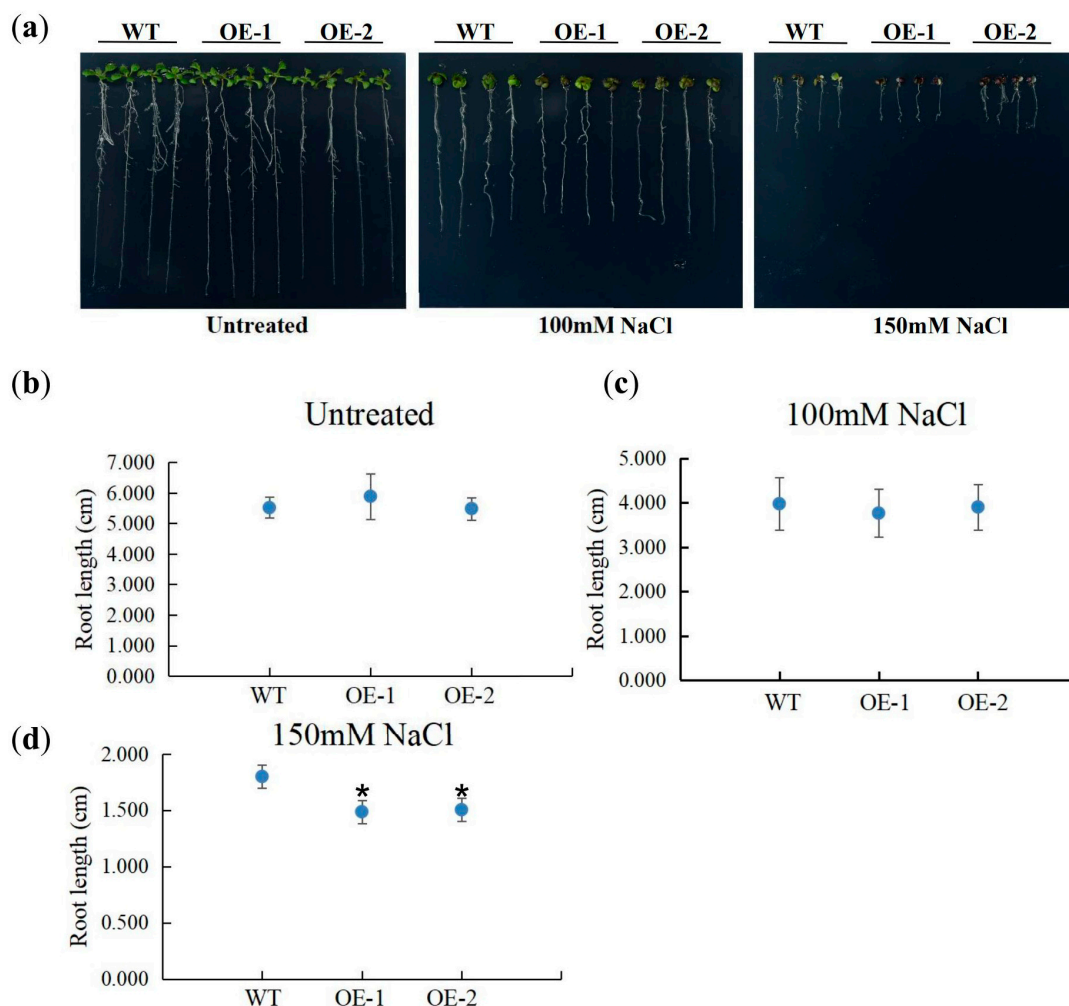 (a)
WT OE-1 OE-2 WT OE-1 OE-2 WT OE-1 OE-2
Untreated 100mM NaCl 150mM NaCl
(b)
Untreated
7.000
6.000
5.000
4.000
3.000
2.000
1.000
0.000
Root length (cm)
WT OE-1 OE-2
(c)
100mM NaCl
5.000
4.000
3.000
2.000
1.000
0.000
Root length (cm)
WT OE-1 OE-2
(d)
150mM NaCl
2.000
1.500
1.000
0.500
0.000
Root length (cm)
* *
WT OE-1 OE-2